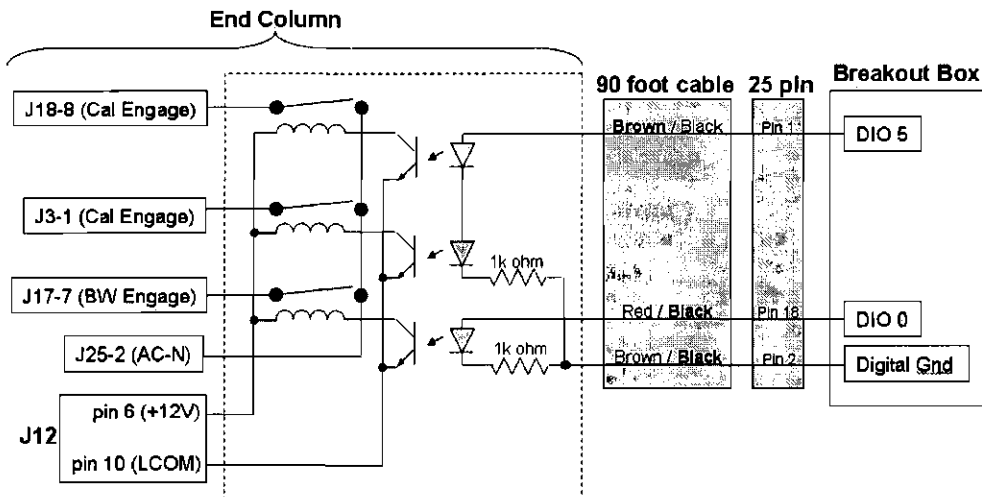 End Column
90 foot cable
25 pin
Breakout Box
J18-8 (Cal Engage)
Brown / Black
Pin 1
DIO 5
J3-1 (Cal Engage)
1k ohm
J17-7 (BW Engage)
Red / Black
Pin 18
DIO 0
J25-2 (AC-N)
1k ohm
Brown / Black
Pin 2
Digital Gnd
J12
pin 6 (+12V)
pin 10 (LCOM)